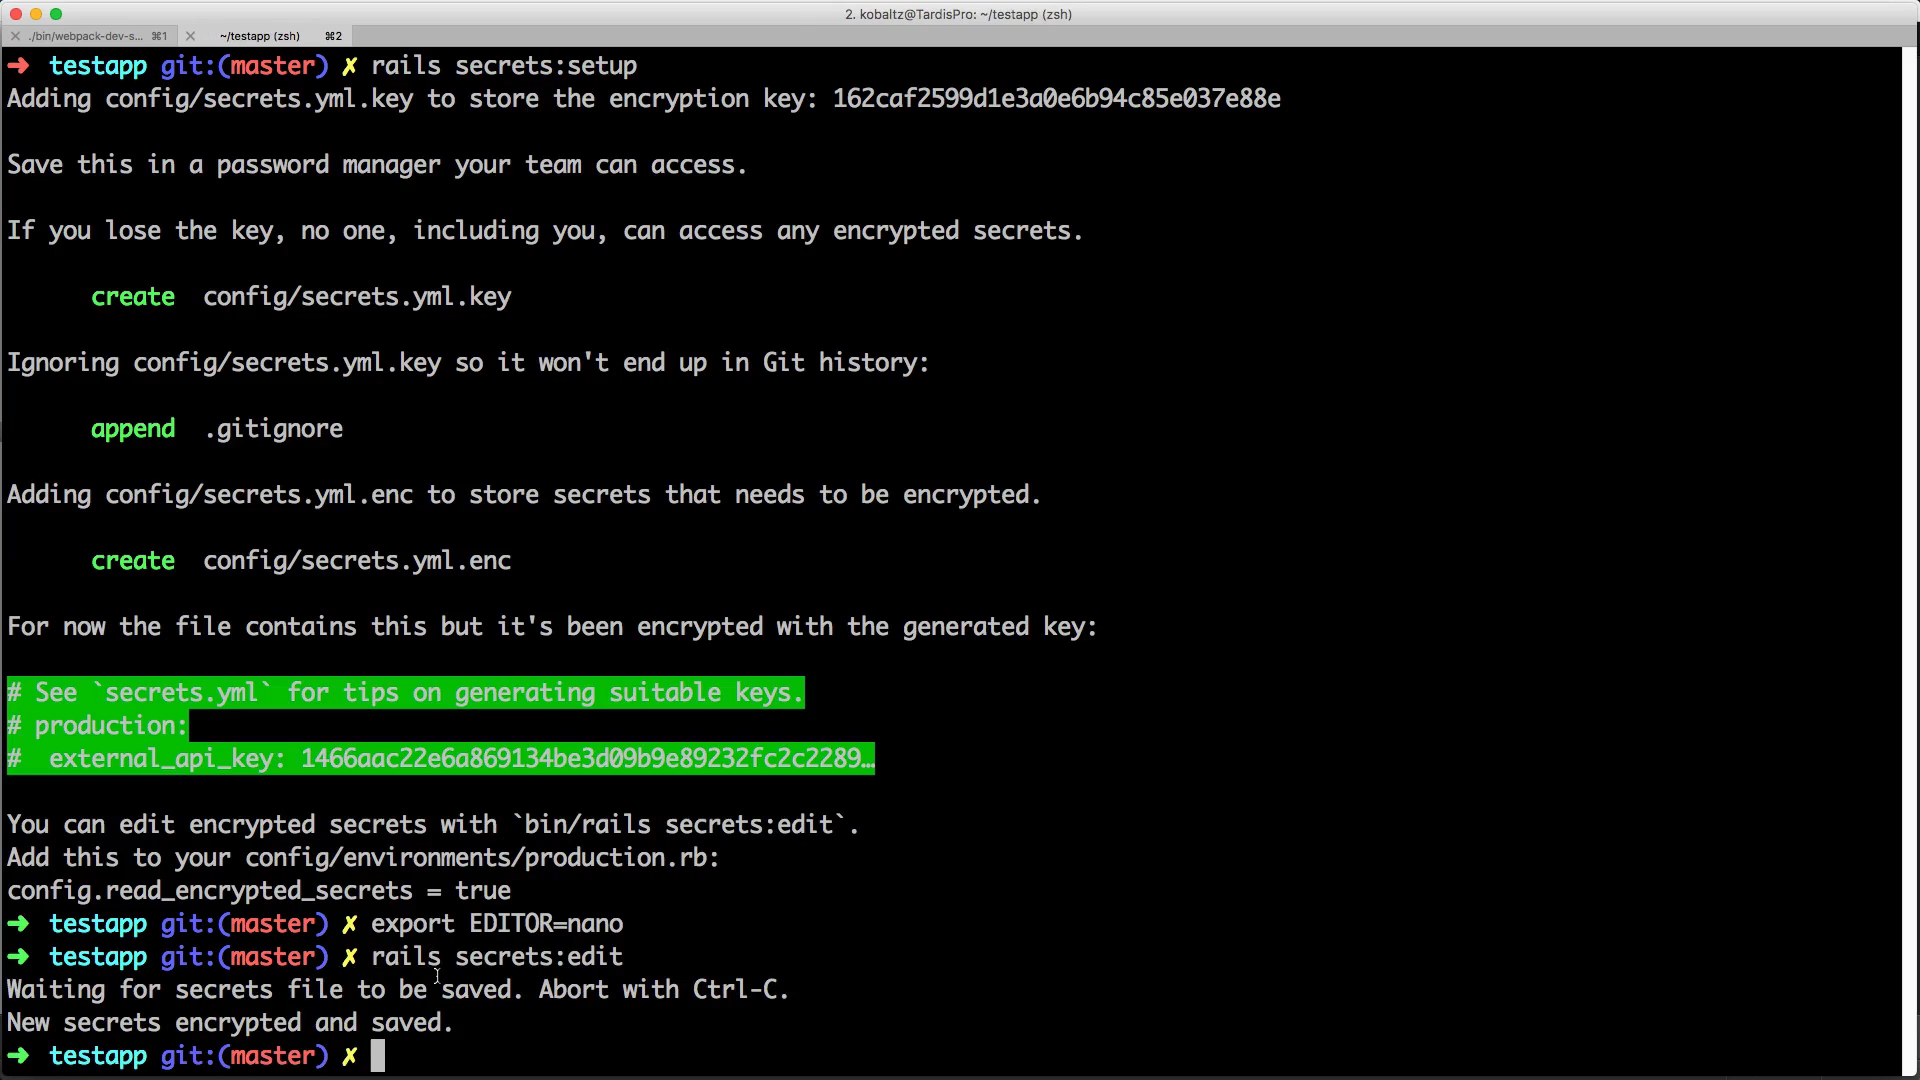 2. kobaltz@TardisPro: ~/testapp (zsh)
./bin/webpack-dev-s... ⌘1 ~/testapp (zsh) ⌘2
➜ testapp git:(master) ✗ rails secrets:setup
Adding config/secrets.yml.key to store the encryption key: 162caf2599d1e3a0e6b94c85e037e88e
Save this in a password manager your team can access.
If you lose the key, no one, including you, can access any encrypted secrets.
create config/secrets.yml.key
Ignoring config/secrets.yml.key so it won't end up in Git history:
append .gitignore
Adding config/secrets.yml.enc to store secrets that needs to be encrypted.
create config/secrets.yml.enc
For now the file contains this but it's been encrypted with the generated key:
# See `secrets.yml` for tips on generating suitable keys.
# production:
# external_api_key: 1466aac22e6a869134be3d09b9e89232fc2c2289…
You can edit encrypted secrets with `bin/rails secrets:edit`.
Add this to your config/environments/production.rb:
config.read_encrypted_secrets = true
➜ testapp git:(master) ✗ export EDITOR=nano
➜ testapp git:(master) ✗ rails secrets:edit
Waiting for secrets file to be saved. Abort with Ctrl-C.
New secrets encrypted and saved.
➜ testapp git:(master) ✗